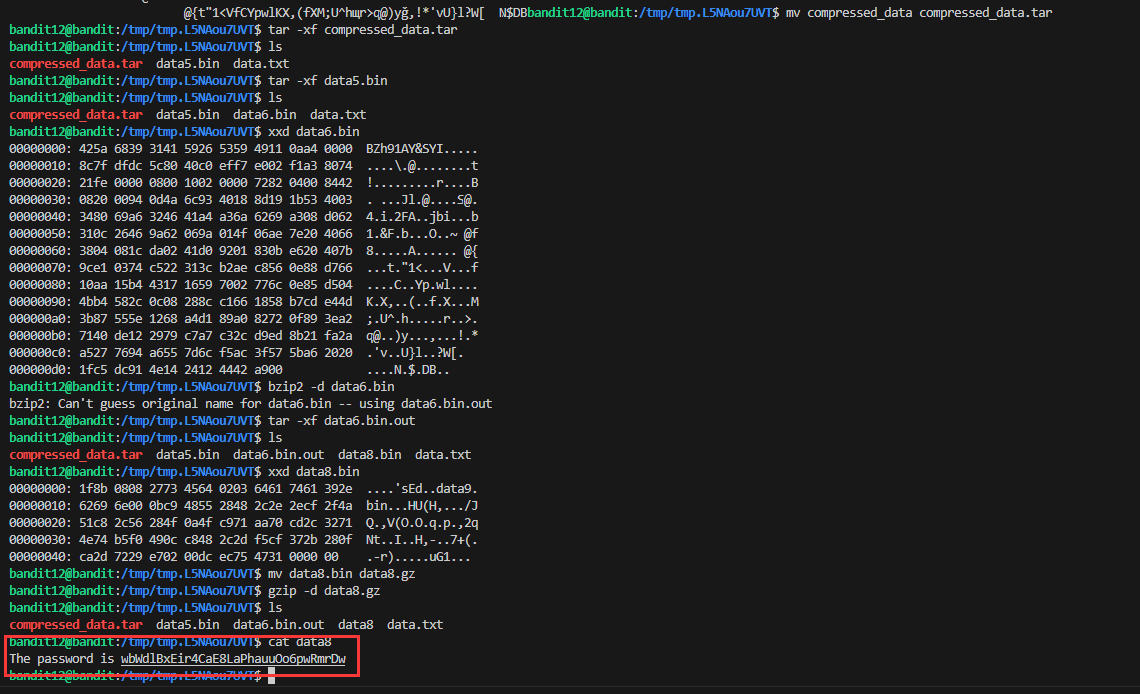 @{t"1<VfCYpwlKX,(fXM;U^hɰr>q@)yğ,!*'vU}l?W[  N$DBbandit12@bandit:/tmp/tmp.L5NAou7UVT$ mv compressed_data compressed_data.tar
bandit12@bandit:/tmp/tmp.L5NAou7UVT$ tar -xf compressed_data.tar
bandit12@bandit:/tmp/tmp.L5NAou7UVT$ ls
compressed_data.tar  data5.bin  data.txt
bandit12@bandit:/tmp/tmp.L5NAou7UVT$ tar -xf data5.bin
bandit12@bandit:/tmp/tmp.L5NAou7UVT$ ls
compressed_data.tar  data5.bin  data6.bin  data.txt
bandit12@bandit:/tmp/tmp.L5NAou7UVT$ xxd data6.bin
00000000: 425a 6839 3141 5926 5359 4911 0aa4 0000  BZh91AY&SYI.....
00000010: 8c7f dfdc 5c80 40c0 eff7 e002 f1a3 8074  ....\.@........t
00000020: 21fe 0000 0800 1002 0000 7282 0400 8442  !.........r....B
00000030: 0820 0094 0d4a 6c93 4018 8d19 1b53 4003  . ...Jl.@....S@.
00000040: 3480 69a6 3246 41a4 a36a 6269 a308 d062  4.i.2FA..jbi...b
00000050: 310c 2646 9a62 069a 014f 06ae 7e20 4066  1.&F.b...O..~ @f
00000060: 3804 081c da02 41d0 9201 830b e620 407b  8.....A...... @{
00000070: 9ce1 0374 c522 313c b2ae c856 0e88 d766  ...t."1<...V...f
00000080: 10aa 15b4 4317 1659 7002 776c 0e85 d504  ....C..Yp.wl....
00000090: 4bb4 582c 0c08 288c c166 1858 b7cd e44d  K.X,..(..f.X...M
000000a0: 3b87 555e 1268 a4d1 89a0 8272 0f89 3ea2  ;.U^.h.....r..>.
000000b0: 7140 de12 2979 c7a7 c32c d9ed 8b21 fa2a  q@..)y...,...!.*
000000c0: a527 7694 a655 7d6c f5ac 3f57 5ba6 2020  .'v..U}l..?W[.
000000d0: 1fc5 dc91 4e14 2412 4442 a900            ....N.$.DB..
bandit12@bandit:/tmp/tmp.L5NAou7UVT$ bzip2 -d data6.bin
bzip2: Can't guess original name for data6.bin -- using data6.bin.out
bandit12@bandit:/tmp/tmp.L5NAou7UVT$ tar -xf data6.bin.out
bandit12@bandit:/tmp/tmp.L5NAou7UVT$ ls
compressed_data.tar  data5.bin  data6.bin.out  data8.bin  data.txt
bandit12@bandit:/tmp/tmp.L5NAou7UVT$ xxd data8.bin
00000000: 1f8b 0808 2773 4564 0203 6461 7461 392e  ....'sEd..data9.
00000010: 6269 6e00 0bc9 4855 2848 2c2e 2ecf 2f4a  bin...HU(H,.../J
00000020: 51c8 2c56 284f 0a4f c971 aa70 cd2c 3271  Q.,V(O.O.q.p.,2q
00000030: 4e74 b5f0 490c c848 2c2d f5cf 372b 280f  Nt..I..H,-..7+(.
00000040: ca2d 7229 e702 00dc ec75 4731 0000 00    .-r).....uG1...
bandit12@bandit:/tmp/tmp.L5NAou7UVT$ mv data8.bin data8.gz
bandit12@bandit:/tmp/tmp.L5NAou7UVT$ gzip -d data8.gz
bandit12@bandit:/tmp/tmp.L5NAou7UVT$ ls
compressed_data.tar  data5.bin  data6.bin.out  data8  data.txt
bandit12@bandit:/tmp/tmp.L5NAou7UVT$ cat data8
The password is wbWdlBxEir4CaE8LaPhauuOo6pwRmrDw
bandit12@bandit:/tmp/tmp.L5NAou7UVT$